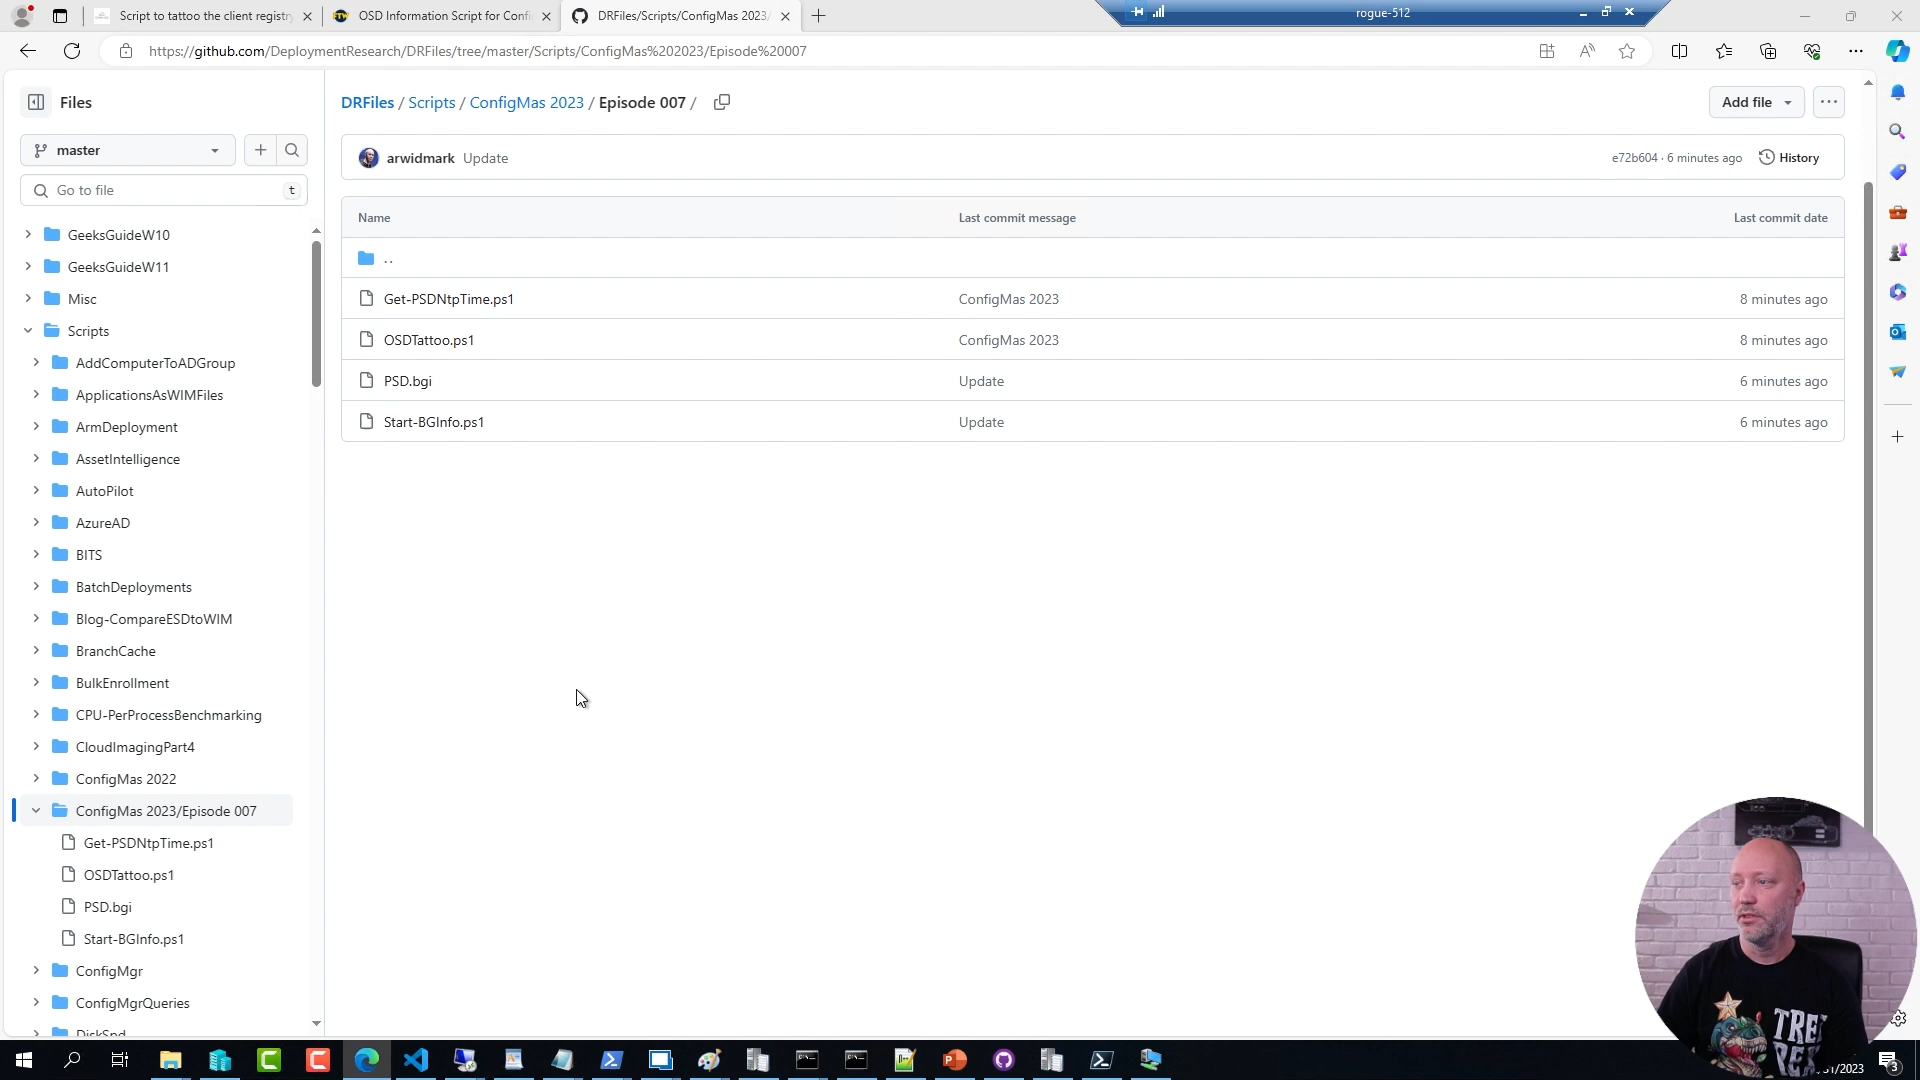 Script to tattoo the client registry
OSD Information Script for Confi
DRFiles/Scripts/ConfigMas 2023/
rogue-512
https://github.com/DeploymentResearch/DRFiles/tree/master/Scripts/ConfigMas%202023/Episode%20007
Files
DRFiles / Scripts / ConfigMas 2023 / Episode 007 /
Add file
master
arwidmark Update
e72b604 · 6 minutes ago
History
Go to file
t
Name
Last commit message
Last commit date
..
Get-PSDNtpTime.ps1
ConfigMas 2023
8 minutes ago
OSDTattoo.ps1
ConfigMas 2023
8 minutes ago
PSD.bgi
Update
6 minutes ago
Start-BGInfo.ps1
Update
6 minutes ago
GeeksGuideW10
GeeksGuideW11
Misc
Scripts
AddComputerToADGroup
ApplicationsAsWIMFiles
ArmDeployment
AssetIntelligence
AutoPilot
AzureAD
BITS
BatchDeployments
Blog-CompareESDtoWIM
BranchCache
BulkEnrollment
CPU-PerProcessBenchmarking
CloudImagingPart4
ConfigMas 2022
ConfigMas 2023/Episode 007
Get-PSDNtpTime.ps1
OSDTattoo.ps1
PSD.bgi
Start-BGInfo.ps1
ConfigMgr
ConfigMgrQueries
DiskSpd
TREE
REX
/2023
3